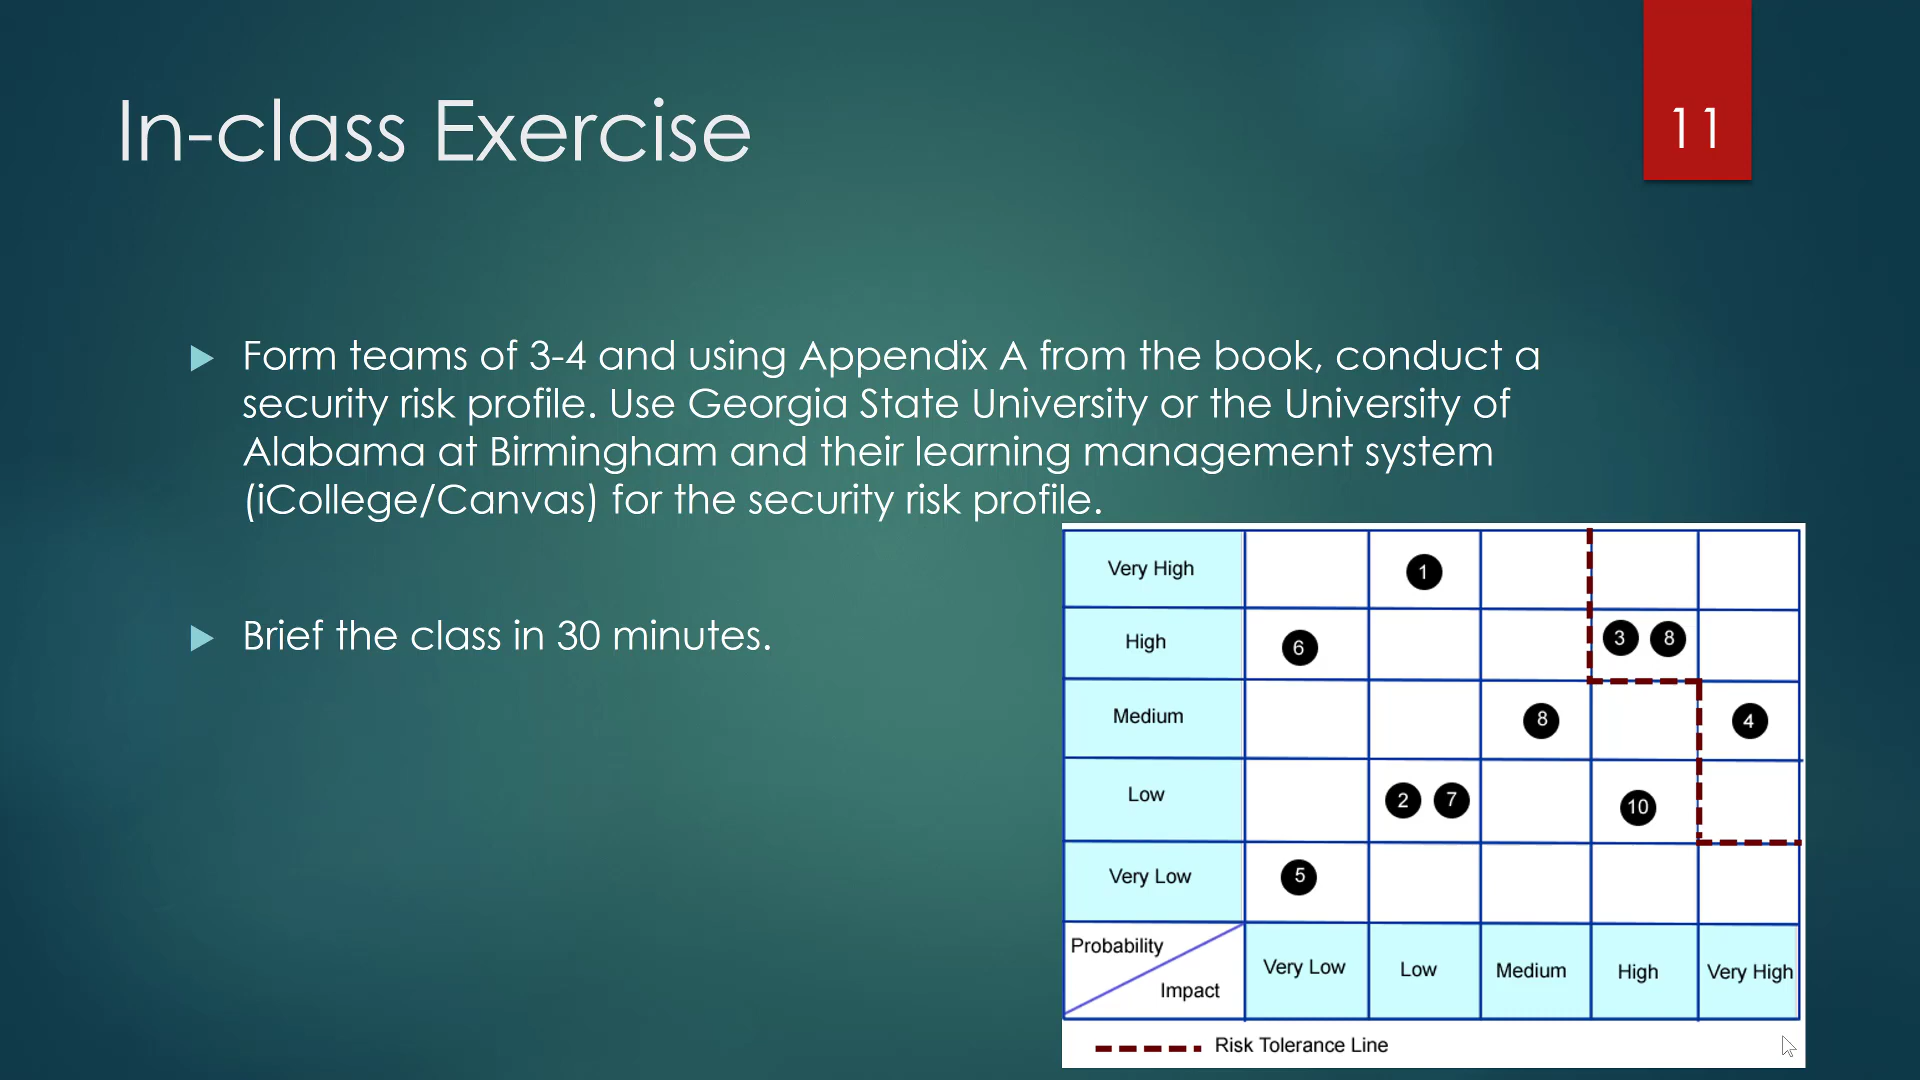 In-class Exercise
11
Form teams of 3-4 and using Appendix A from the book, conduct a
security risk profile. Use Georgia State University or the University of
Alabama at Birmingham and their learning management system
(iCollege/Canvas) for the security risk profile.
Brief the class in 30 minutes.
Very High
1
High
6
3
8
Medium
8
4
Low
2
7
10
Very Low
5
Probability
Impact
Very Low
Low
Medium
High
Very High
Risk Tolerance Line